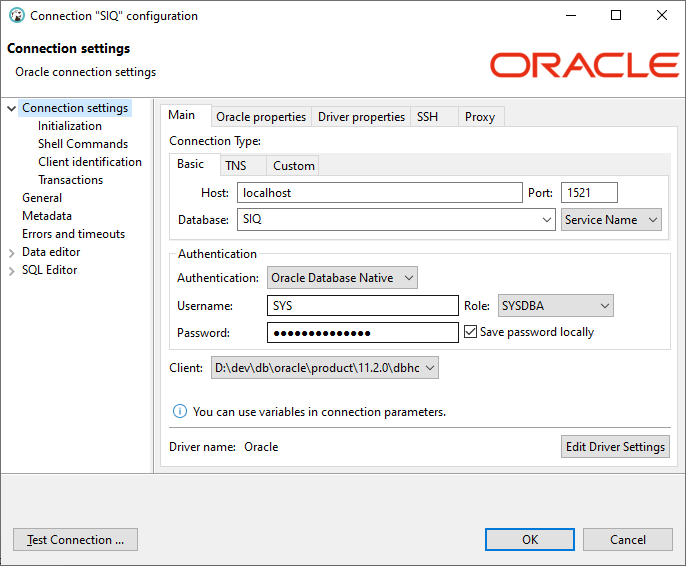 Connection "SIQ" configuration
Connection settings
Oracle connection settings
ORACLE
Connection settings
Initialization
Shell Commands
Client identification
Transactions
General
Metadata
Errors and timeouts
Data editor
SQL Editor
Main Oracle properties Driver properties SSH Proxy
Connection Type:
Basic TNS Custom
Host: localhost Port: 1521
Database: SIQ Service Name
Authentication
Authentication: Oracle Database Native
Username: SYS Role: SYSDBA
Password: ●●●●●●●●●●●●●● Save password locally
Client: D:\dev\db\oracle\product\11.2.0\dbhc
You can use variables in connection parameters.
Driver name: Oracle Edit Driver Settings
Test Connection ... OK Cancel